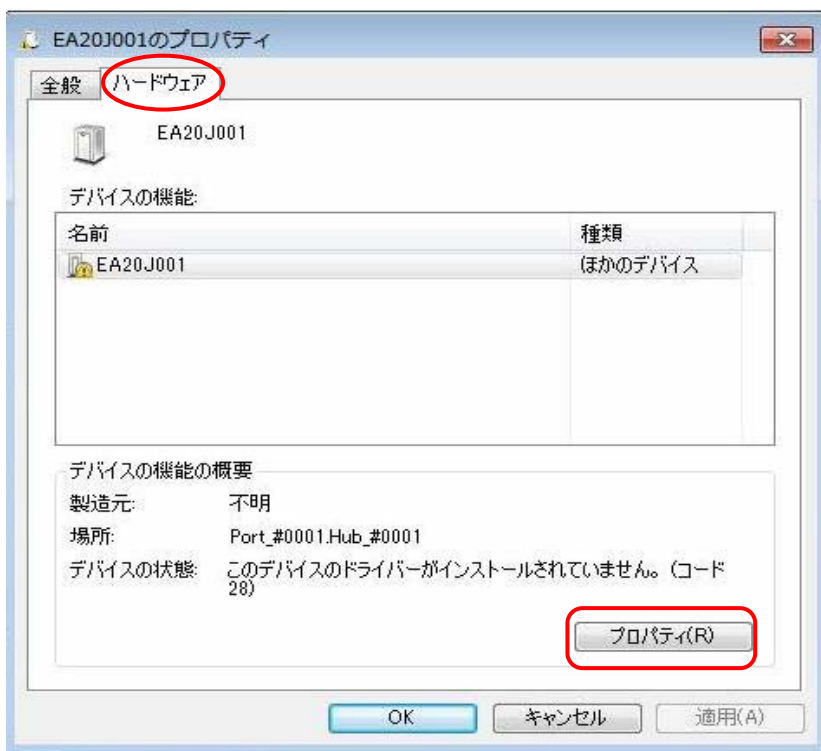 EA20J001のプロパティ
全般 ハードウェア
EA20J001
デバイスの機能:
名前 種類
EA20J001 ほかのデバイス
デバイスの機能の概要
製造元: 不明
場所: Port_#0001.Hub_#0001
デバイスの状態: このデバイスのドライバーがインストールされていません。(コード
28)
プロパティ(R)
OK キャンセル 適用(A)